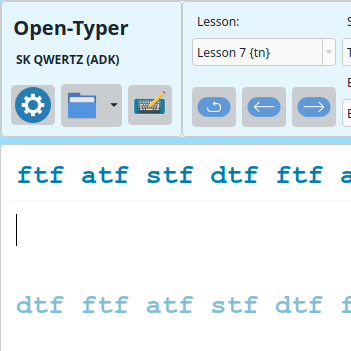 Open-Typer
SK QWERTZ (ADK)
Lesson:
Lesson 7 {tn}
ftf atf stf dtf ftf
dtf ftf atf stf dtf